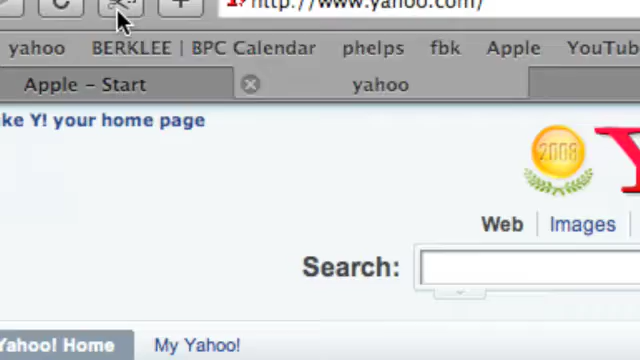 http://www.yahoo.com/
yahoo BERKLEE | BPC Calendar phelps fbk Apple YouTub
Apple – Start yahoo
ke Y! your home page
2008
Y
Web Images
Search:
Yahoo! Home My Yahoo!